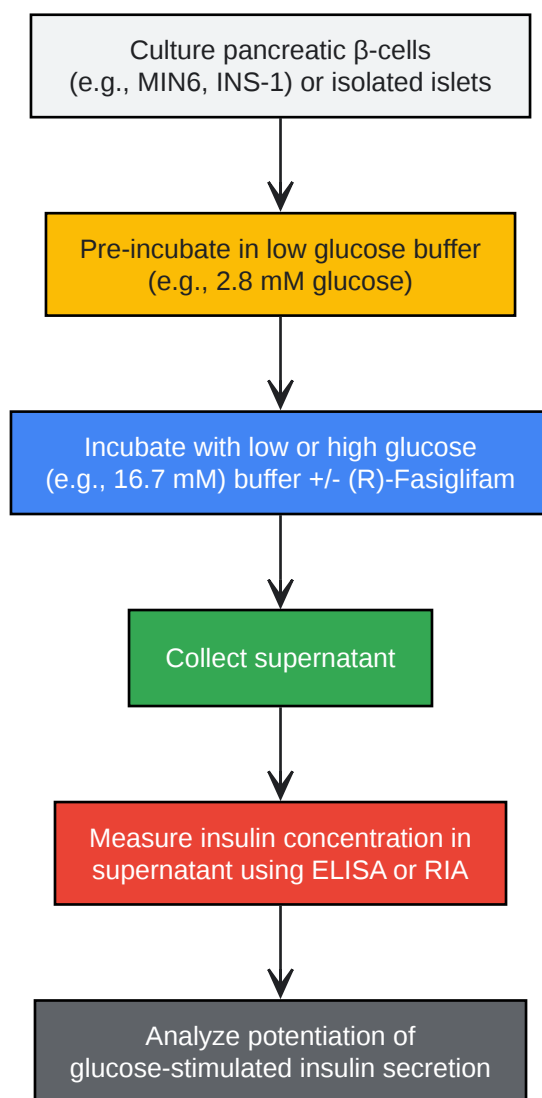 Culture pancreatic β-cells
(e.g., MIN6, INS-1) or isolated islets
Pre-incubate in low glucose buffer
(e.g., 2.8 mM glucose)
Incubate with low or high glucose
(e.g., 16.7 mM) buffer +/- (R)-Fasiglifam
Collect supernatant
Measure insulin concentration in
supernatant using ELISA or RIA
Analyze potentiation of
glucose-stimulated insulin secretion